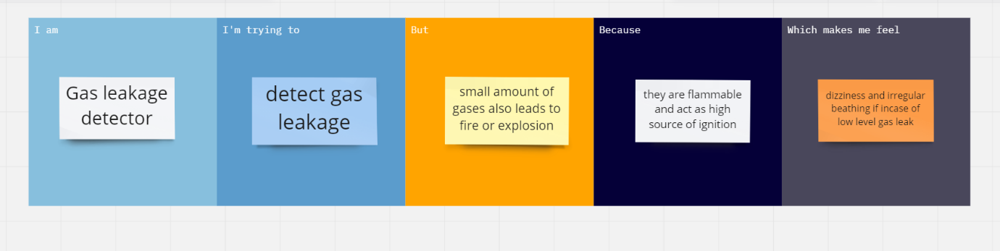 I am
Gas leakage
detector
I'm trying to
detect gas
leakage
But
small amount of
gases also leads to
fire or explosion
Because
they are flammable
and act as high
source of ignition
Which makes me feel
dizziness and irregular
beathing if incase of
low level gas leak